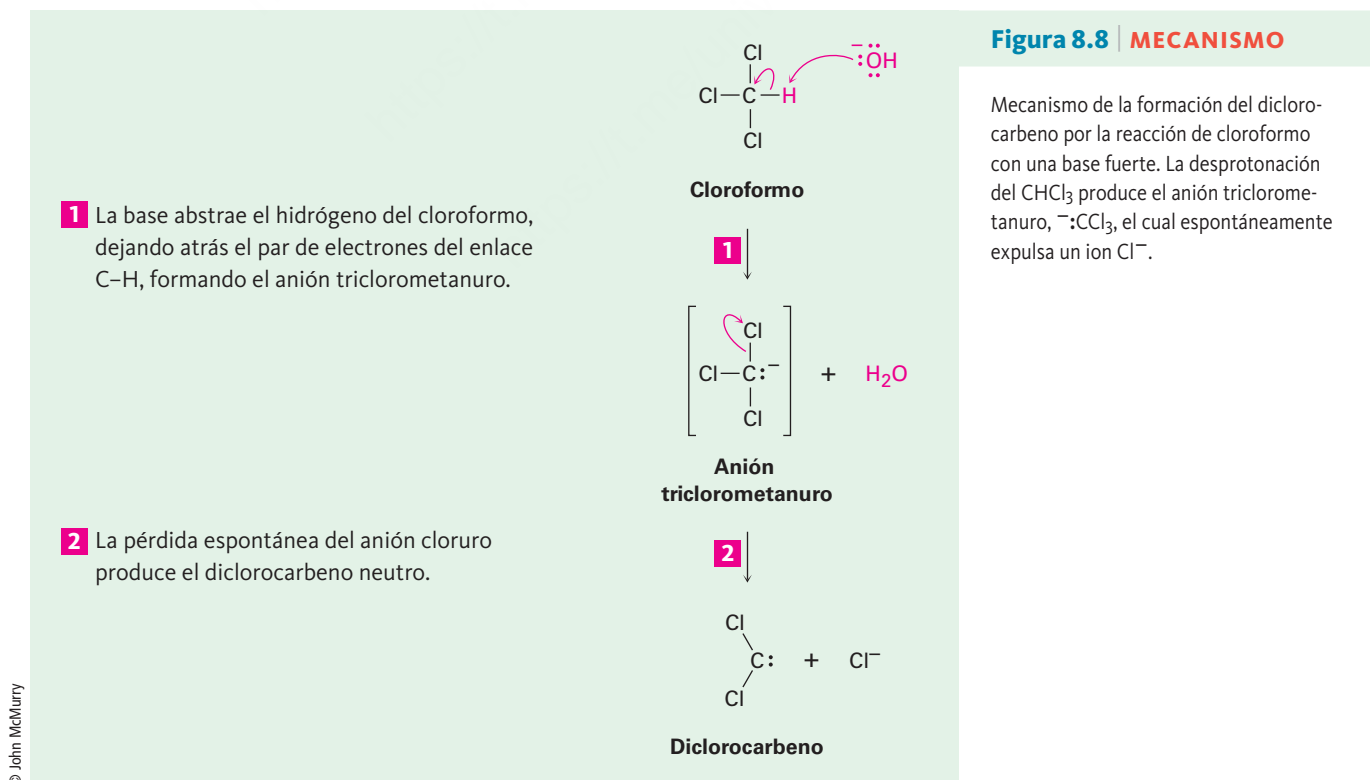 Figura 8.8 | MECANISMO
Mecanismo de la formación del dicloro-
carbeno por la reacción de cloroformo
con una base fuerte. La desprotonación
del CHCl₃ produce el anión triclorome-
tanuro, ⁻:CCl₃, el cual espontáneamente
expulsa un ion Cl⁻.
Cl
⁻:ÖH
Cl—C—H
Cl
Cloroformo
1 La base abstrae el hidrógeno del cloroformo,
dejando atrás el par de electrones del enlace
C–H, formando el anión triclorometanuro.
1
Cl
Cl—C:⁻ + H₂O
Cl
Anión
triclorometanuro
2 La pérdida espontánea del anión cloruro
produce el diclorocarbeno neutro.
2
Cl
C: + Cl⁻
Cl
Diclorocarbeno
© John McMurry